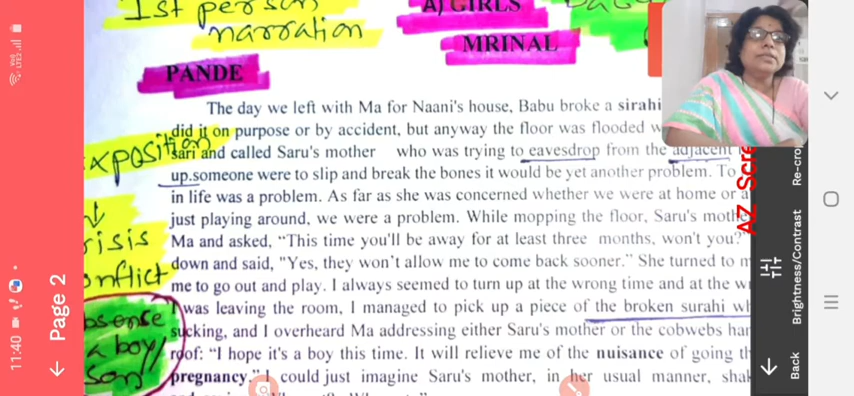 1st person
narration
A) GIRLS
MRINAL
PANDE
The day we left with Ma for Naani's house, Babu broke a sirahi
did it on purpose or by accident, but anyway the floor was flooded w
sari and called Saru's mother who was trying to eavesdrop from the adjacent
up.someone were to slip and break the bones it would be yet another problem. To
in life was a problem. As far as she was concerned whether we were at home or a
just playing around, we were a problem. While mopping the floor, Saru's moth
Ma and asked, "This time you'll be away for at least three months, won't you?"
down and said, "Yes, they won't allow me to come back sooner." She turned to m
me to go out and play. I always seemed to turn up at the wrong time and at the w
I was leaving the room, I managed to pick up a piece of the broken surahi wh
sucking, and I overheard Ma addressing either Saru's mother or the cobwebs han
roof: "I hope it's a boy this time. It will relieve me of the nuisance of going th
pregnancy." I could just imagine Saru's mother, in her usual manner, shak
xposition
risis
onflict
bsence
a boy/
son
11:40
Page 2
AZ Scre
Re-cro
Brightness/Contrast
Back